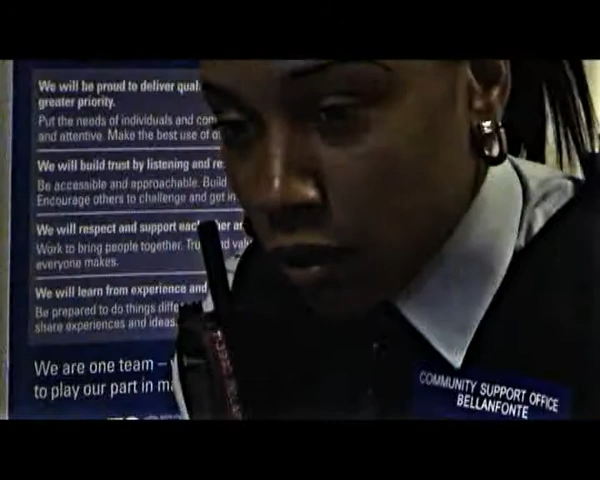 We will be proud to deliver qual
greater priority.
Put the needs of individuals and com
and attentive. Make the best use of
We will build trust by listening and re
Be accessible and approachable. Build
Encourage others to challenge and get in
We will respect and support each other
Work to bring people together. Tru
everyone makes.
We will learn from experience and
Be prepared to do things diffe
share experiences and ideas.
We are one team –
to play our part in ma
COMMUNITY SUPPORT OFFICE
BELLANFONTE